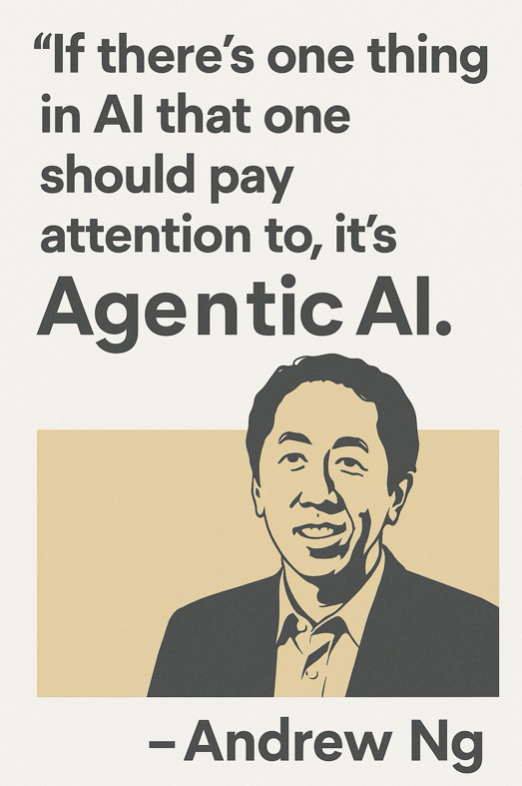 “If there’s one thing
in AI that one
should pay
attention to, it’s
Agentic AI.
–Andrew Ng